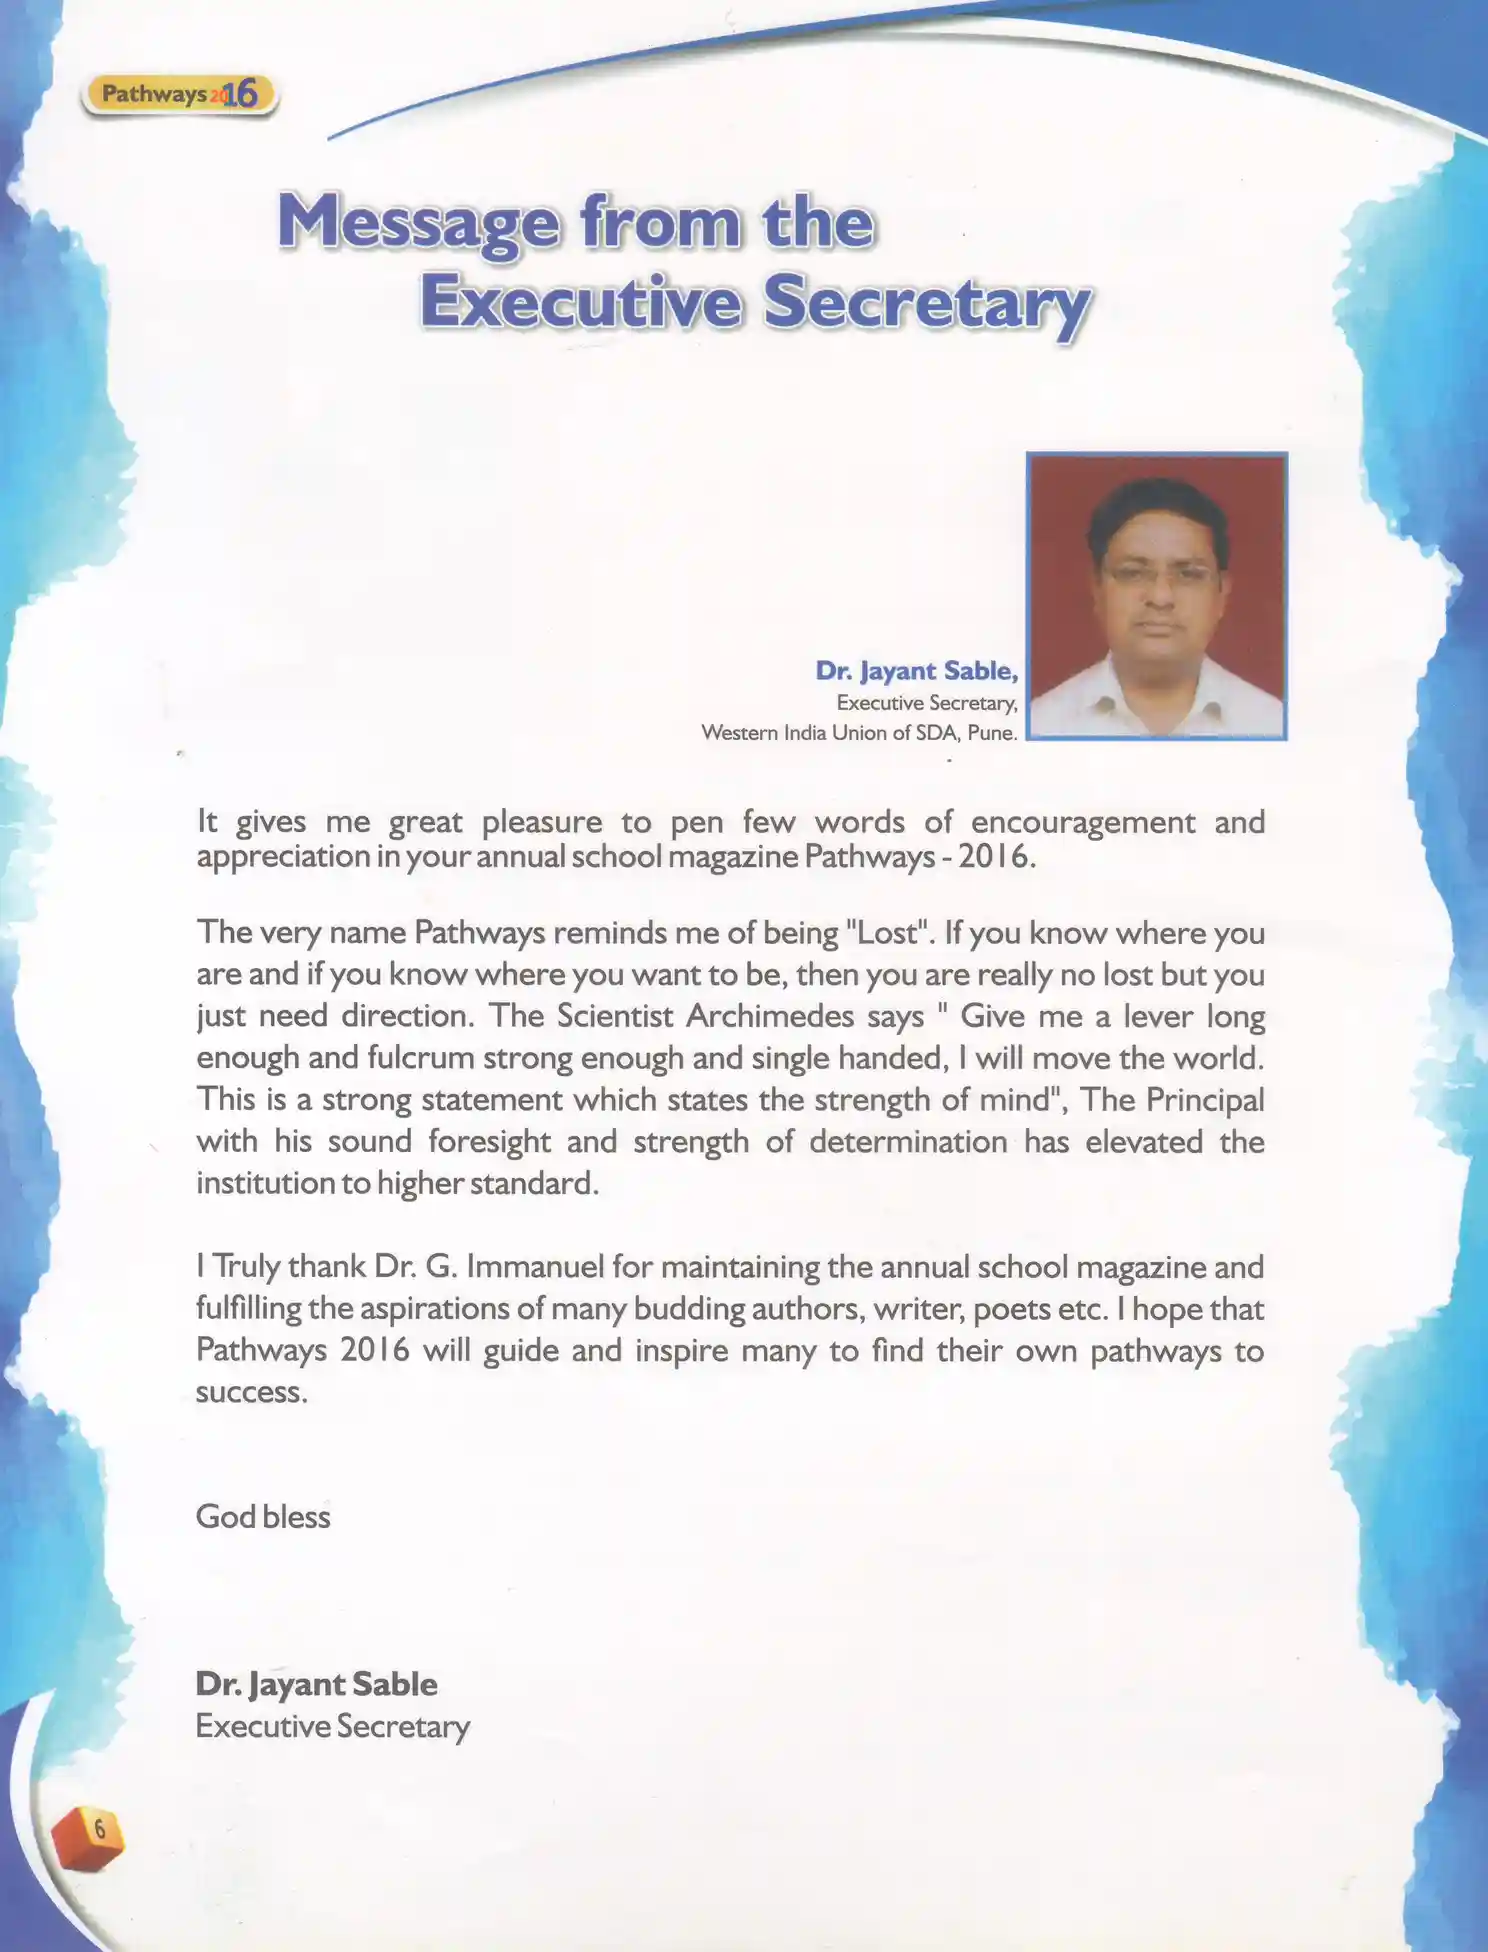 Pathways 2016
Message from the
Executive Secretary
Dr. Jayant Sable,
Executive Secretary,
Western India Union of SDA, Pune.
It gives me great pleasure to pen few words of encouragement and
appreciation in your annual school magazine Pathways - 2016.
The very name Pathways reminds me of being "Lost". If you know where you
are and if you know where you want to be, then you are really no lost but you
just need direction. The Scientist Archimedes says " Give me a lever long
enough and fulcrum strong enough and single handed, I will move the world.
This is a strong statement which states the strength of mind", The Principal
with his sound foresight and strength of determination has elevated the
institution to higher standard.
I Truly thank Dr. G. Immanuel for maintaining the annual school magazine and
fulfilling the aspirations of many budding authors, writer, poets etc. I hope that
Pathways 2016 will guide and inspire many to find their own pathways to
success.
God bless
Dr. Jayant Sable
Executive Secretary
6